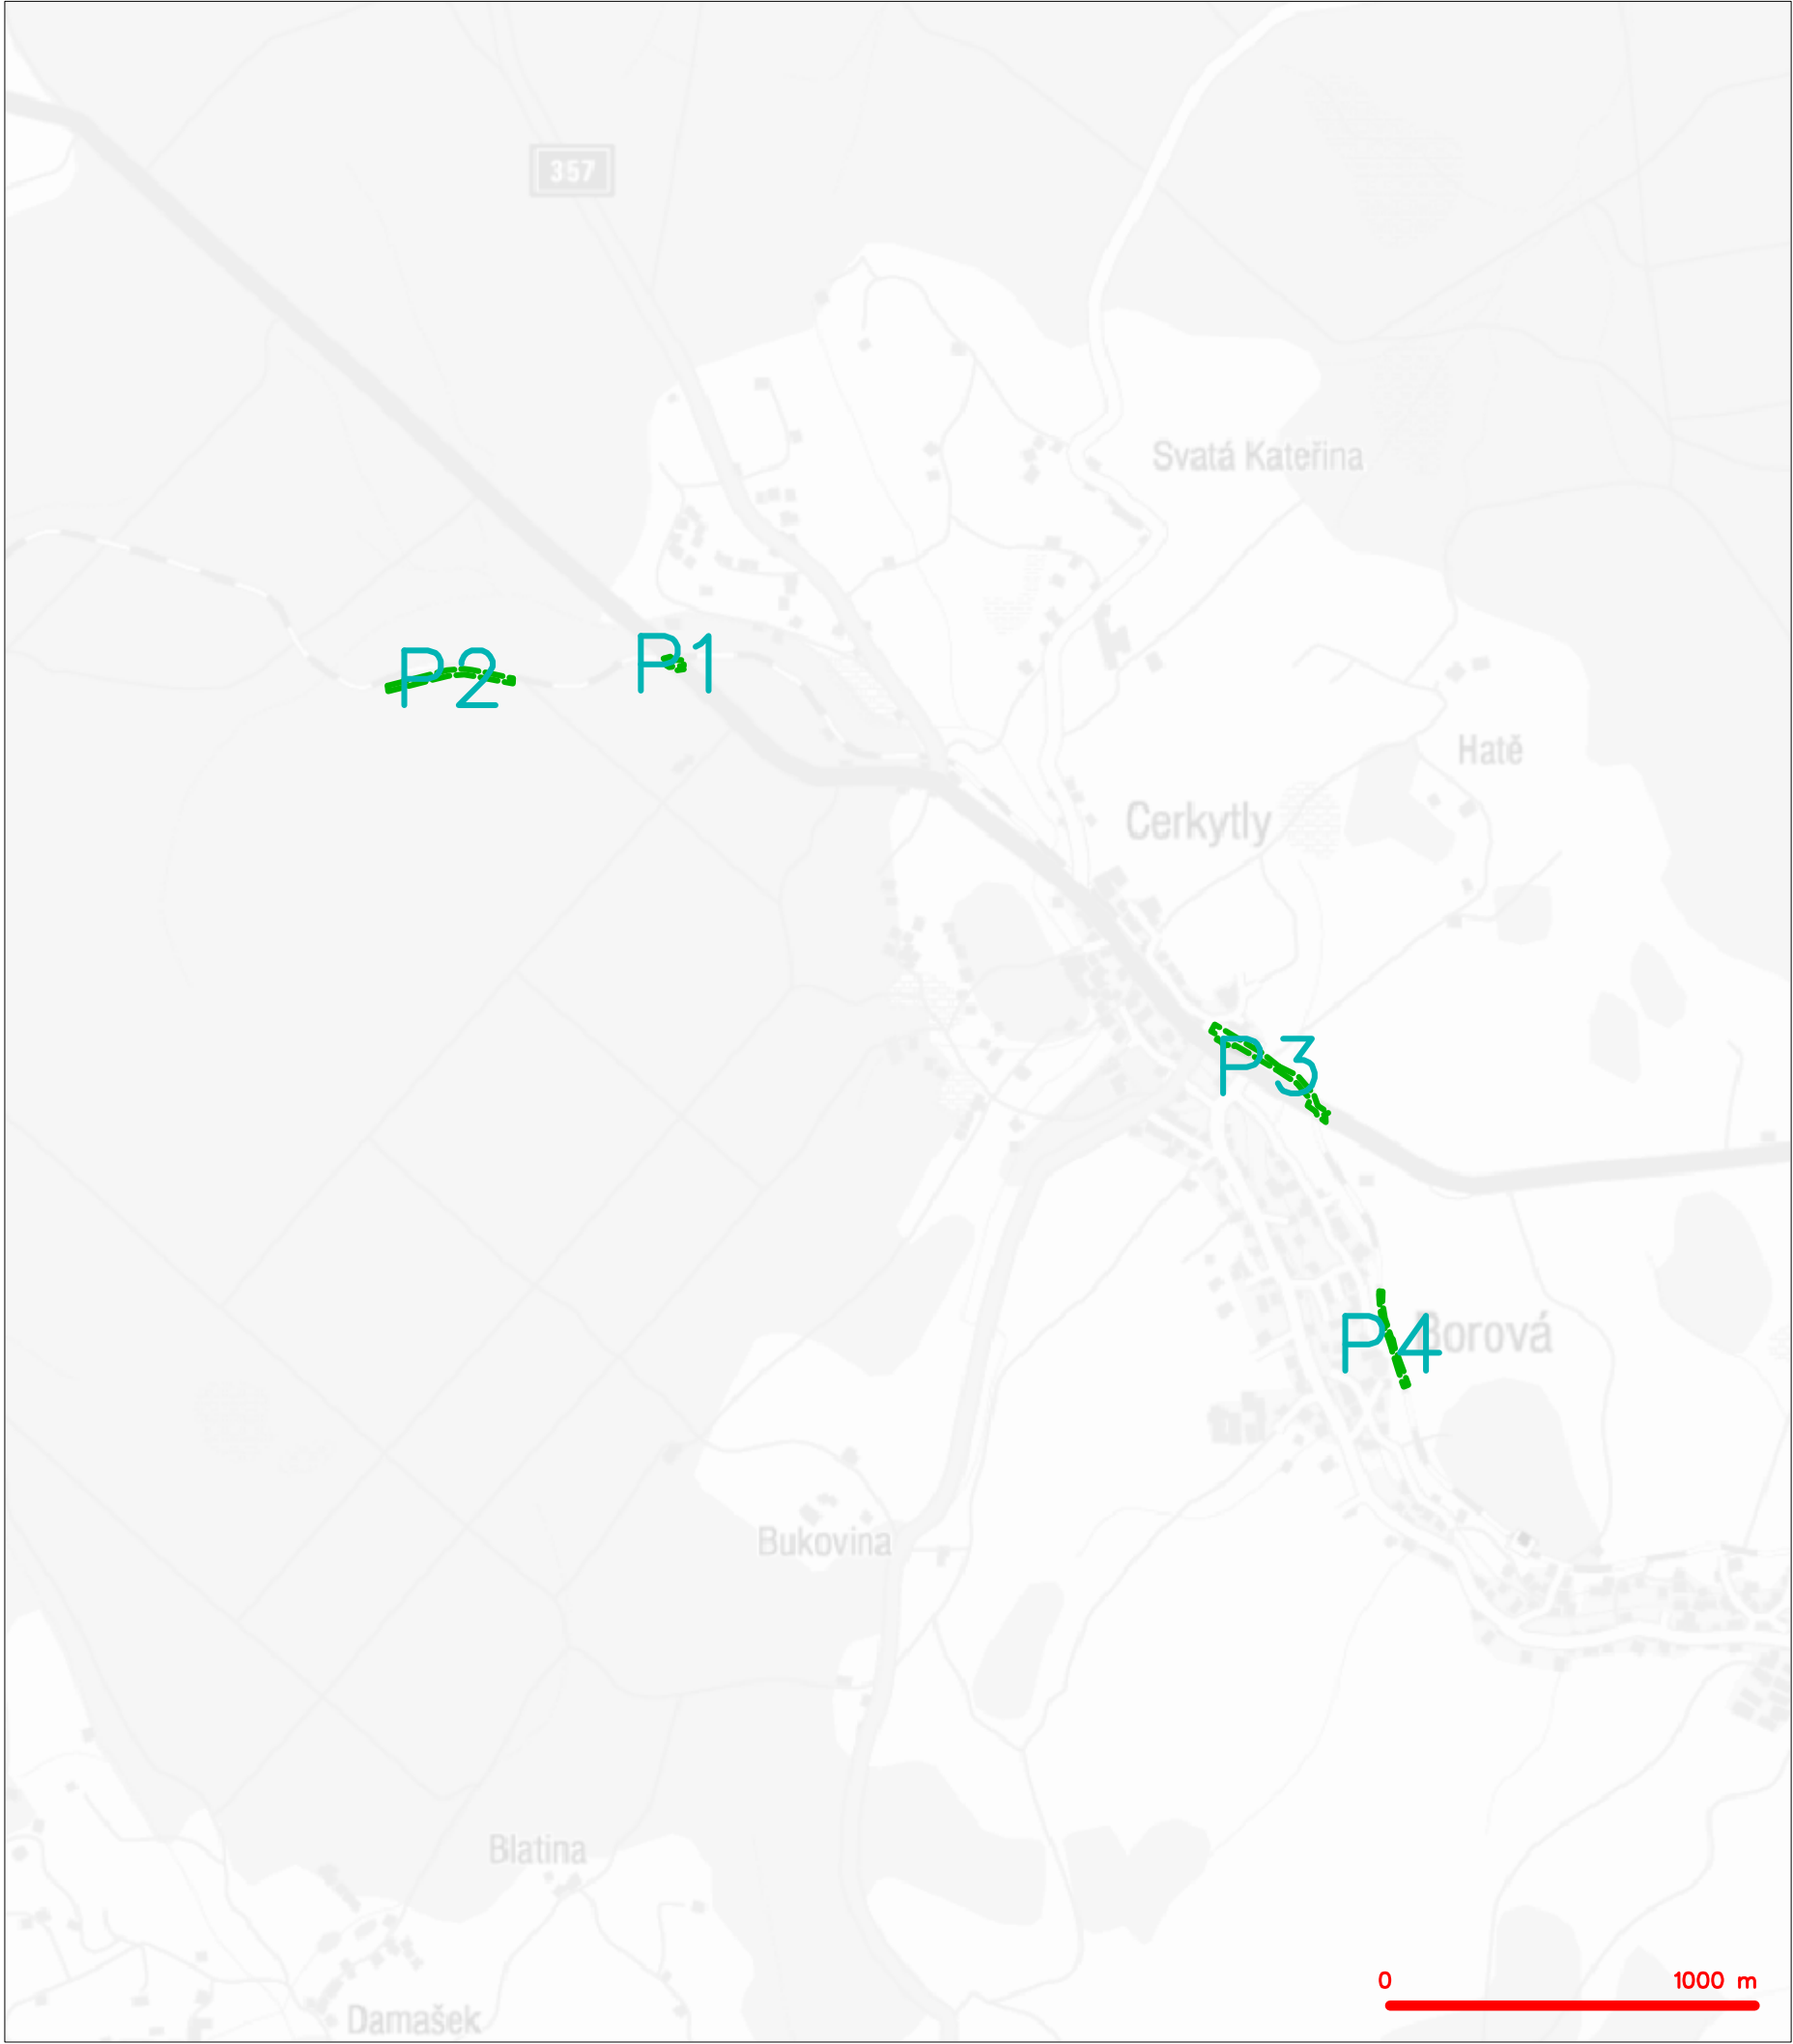 357
Svatá Kateřina
P1
P2
Hatě
Cerkytly
P3
Borová
P4
Bukovina
Blatina
0 1000 m
Damašek